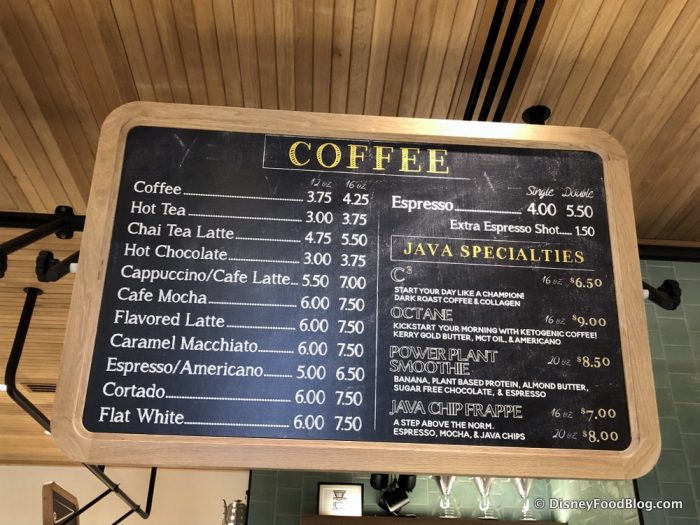 COFFEE
12 oz 16 oz
Coffee 3.75 4.25
Hot Tea 3.00 3.75
Chai Tea Latte 4.75 5.50
Hot Chocolate 3.00 3.75
Cappuccino/Cafe Latte 5.50 7.00
Cafe Mocha 6.00 7.50
Flavored Latte 6.00 7.50
Caramel Macchiato 6.00 7.50
Espresso/Americano 5.00 6.50
Cortado 6.00 7.50
Flat White 6.00 7.50
Single Double
Espresso 4.00 5.50
Extra Espresso Shot 1.50
JAVA SPECIALTIES
C³ 16 oz $6.50
START YOUR DAY LIKE A CHAMPION!
DARK ROAST COFFEE & COLLAGEN
OCTANE 16 oz $9.00
KICKSTART YOUR MORNING WITH KETOGENIC COFFEE!
KERRY GOLD BUTTER, MCT OIL, & AMERICANO
POWER PLANT 20 oz $8.50
SMOOTHIE
BANANA, PLANT BASED PROTEIN, ALMOND BUTTER,
SUGAR FREE CHOCOLATE, & ESPRESSO
JAVA CHIP FRAPPE 16 oz $7.00
A STEP ABOVE THE NORM.
ESPRESSO, MOCHA, & JAVA CHIPS 20 oz $8.00
© DisneyFoodBlog.com